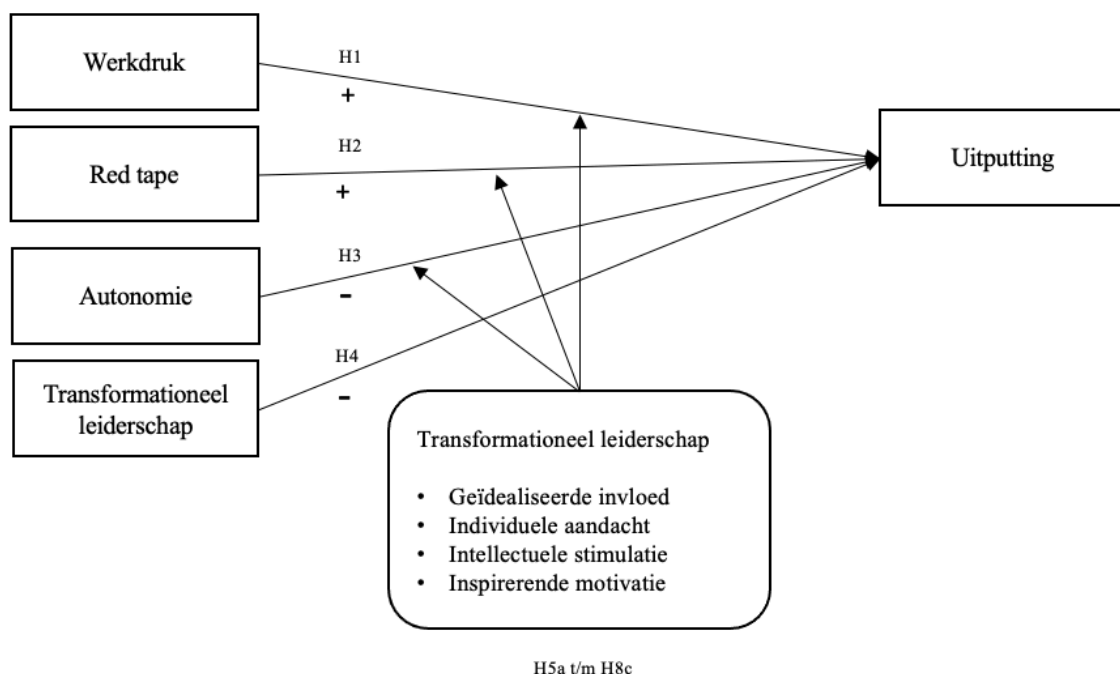 Werkdruk
H1
+
Red tape
H2
+
Autonomie
H3
-
Transformationeel
leiderschap
H4
-
Uitputting
Transformationeel leiderschap
• Geïdealiseerde invloed
• Individuele aandacht
• Intellectuele stimulatie
• Inspirerende motivatie
H5a t/m H8c